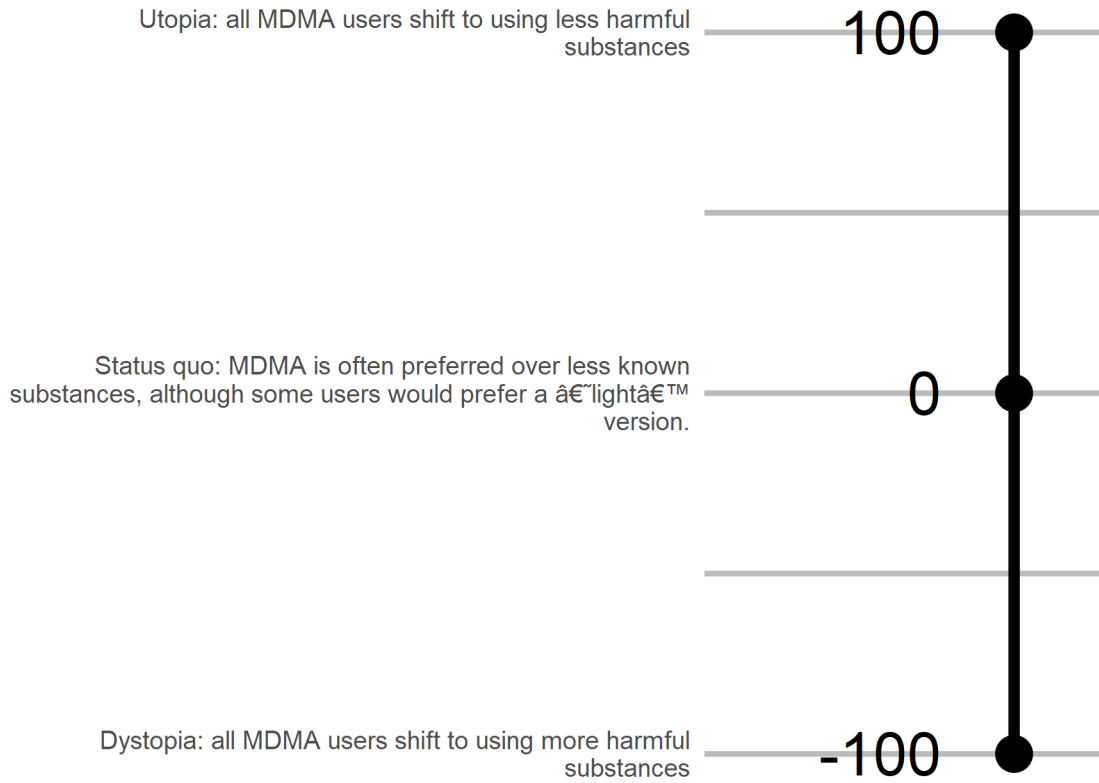 Utopia: all MDMA users shift to using less harmful
substances
100
Status quo: MDMA is often preferred over less known
substances, although some users would prefer a â€˜lightâ€™
version.
0
Dystopia: all MDMA users shift to using more harmful
substances
-100